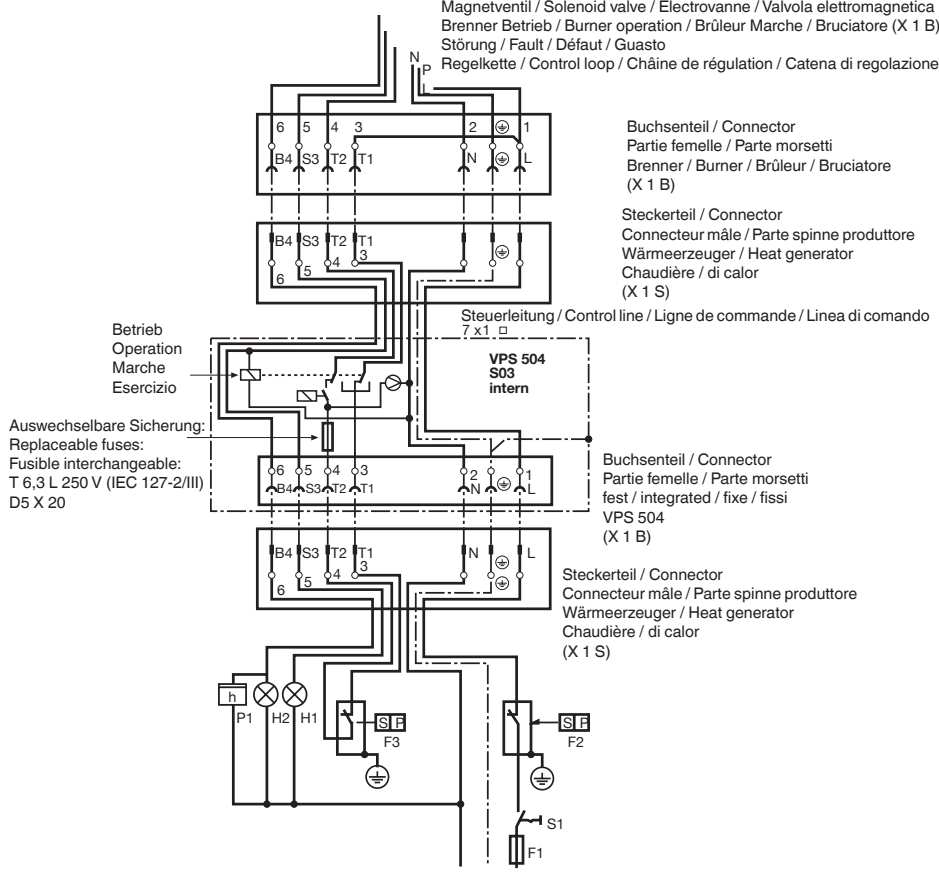 Magnetventil / Solenoid valve / Electrovanne / Valvola elettromagnetica
Brenner Betrieb / Burner operation / Brûleur Marche / Bruciatore (X 1 B)
Störung / Fault / Défaut / Guasto
Regelkette / Control loop / Chaîne de régulation / Catena di regolazione
N
P
L
6 5 4 3 2 1
B4 S3 T2 T1 N L
Buchsenteil / Connector
Partie femelle / Parte morsetti
Brenner / Burner / Brûleur / Bruciatore
(X 1 B)
B4 S3 T2 T1
6 5 4 3
Steckerteil / Connector
Connecteur mâle / Parte spinne produttore
Wärmeerzeuger / Heat generator
Chaudière / di calor
(X 1 S)
Steuerleitung / Control line / Ligne de commande / Linea di comando
7 x1 □
Betrieb
Operation
Marche
Esercizio
VPS 504
S03
intern
Auswechselbare Sicherung:
Replaceable fuses:
Fusible interchangeable:
T 6,3 L 250 V (IEC 127-2/III)
D5 X 20
6 5 4 3 2 1
B4 S3 T2 T1 N L
Buchsenteil / Connector
Partie femelle / Parte morsetti
fest / integrated / fixe / fissi
VPS 504
(X 1 B)
B4 S3 T2 T1 N L
6 5 4 3
Steckerteil / Connector
Connecteur mâle / Parte spinne produttore
Wärmeerzeuger / Heat generator
Chaudière / di calor
(X 1 S)
h
P1 H2 H1
S P
F3
S P
F2
S1
F1